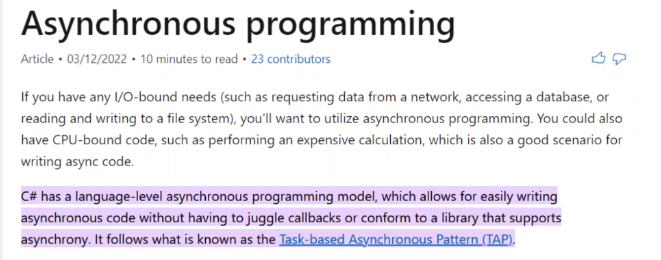 Asynchronous programming
Article • 03/12/2022 • 10 minutes to read • 23 contributors
If you have any I/O-bound needs (such as requesting data from a network, accessing a database, or
reading and writing to a file system), you'll want to utilize asynchronous programming. You could also
have CPU-bound code, such as performing an expensive calculation, which is also a good scenario for
writing async code.
C# has a language-level asynchronous programming model, which allows for easily writing
asynchronous code without having to juggle callbacks or conform to a library that supports
asynchrony. It follows what is known as the Task-based Asynchronous Pattern (TAP).